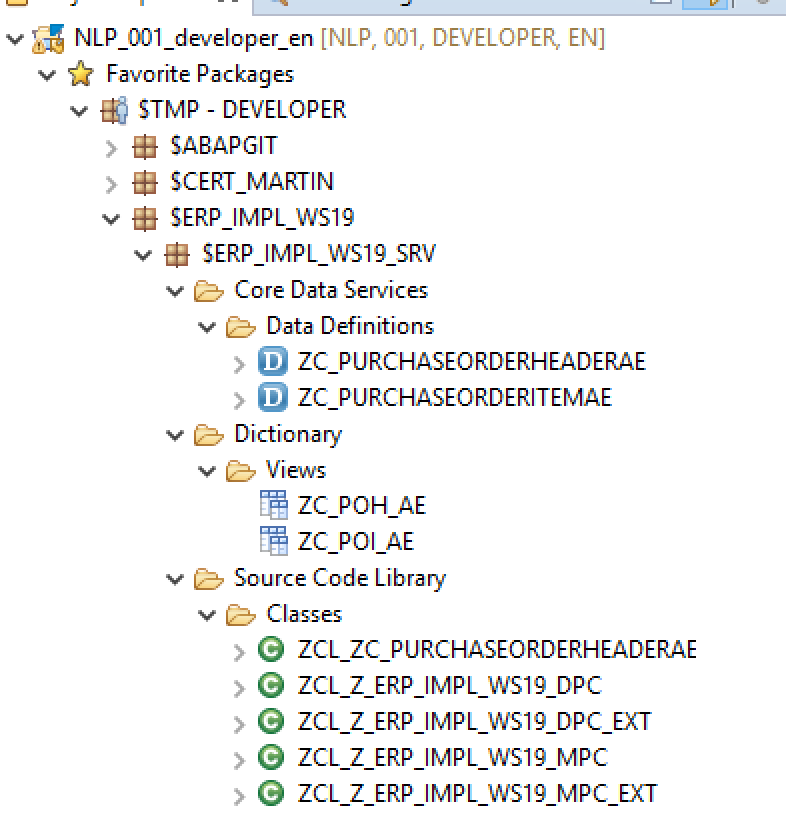 NLP_001_developer_en [NLP, 001, DEVELOPER, EN]
Favorite Packages
$TMP - DEVELOPER
$ABAPGIT
$CERT_MARTIN
$ERP_IMPL_WS19
$ERP_IMPL_WS19_SRV
Core Data Services
Data Definitions
D ZC_PURCHASEORDERHEADERAE
D ZC_PURCHASEORDERITEMAE
Dictionary
Views
ZC_POH_AE
ZC_POI_AE
Source Code Library
Classes
C ZCL_ZC_PURCHASEORDERHEADERAE
C ZCL_Z_ERP_IMPL_WS19_DPC
C ZCL_Z_ERP_IMPL_WS19_DPC_EXT
C ZCL_Z_ERP_IMPL_WS19_MPC
C ZCL_Z_ERP_IMPL_WS19_MPC_EXT